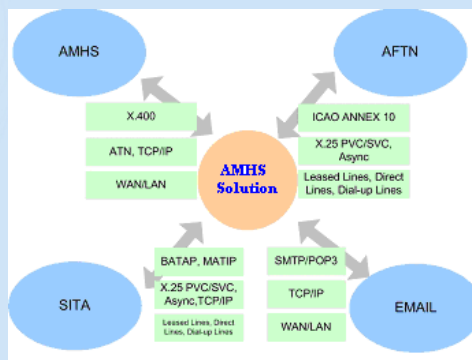 AMHS
AFTN
X.400
ATN, TCP/IP
WAN/LAN
ICAO ANNEX 10
X.25 PVC/SVC,
Async
Leased Lines, Direct
Lines, Dial-up Lines
AMHS
Solution
BATAP, MATIP
X.25 PVC/SVC,
Async,TCP/IP
Leased Lines, Direct
Lines, Dial-up Lines
SMTP/POP3
TCP/IP
WAN/LAN
SITA
EMAIL